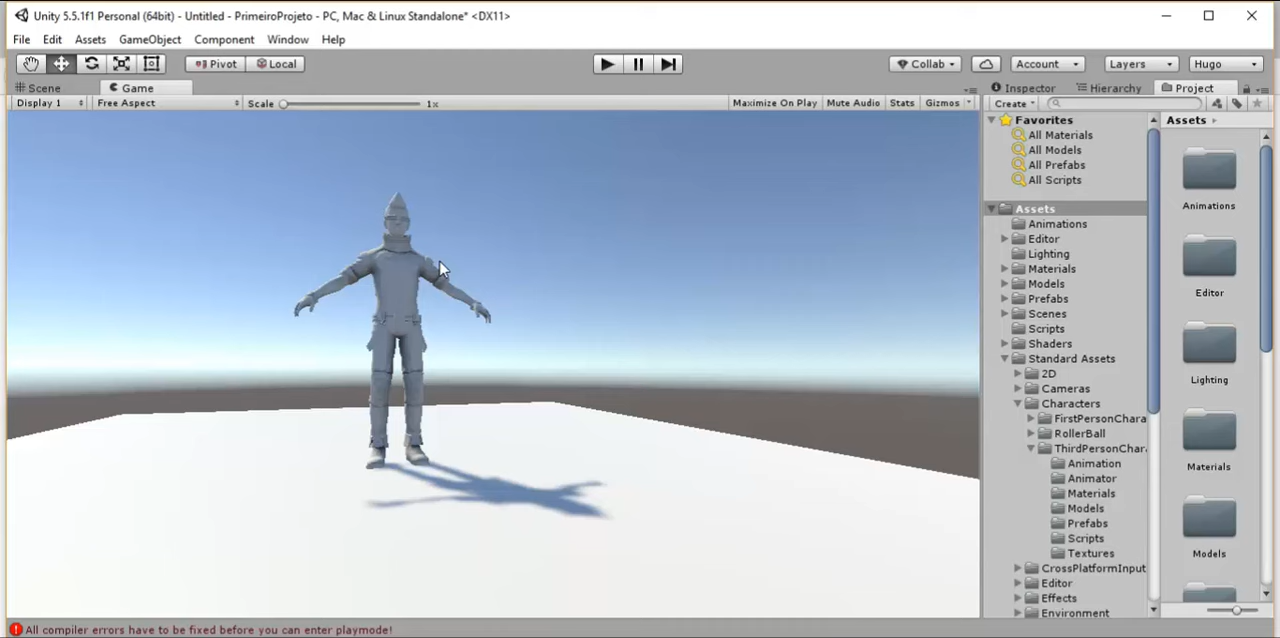 Unity 5.5.1f1 Personal (64bit) - Untitled - PrimeiroProjeto - PC, Mac & Linux Standalone* <DX11>
File Edit Assets GameObject Component Window Help
Pivot Local Collab Account Layers Hugo
Scene Game Inspector Hierarchy Project
Display 1 Free Aspect Scale 1x Maximize On Play Mute Audio Stats Gizmos Create
Favorites Assets
All Materials
All Models
All Prefabs
All Scripts
Animations
Assets
Animations
Editor
Lighting
Materials
Models
Editor
Prefabs
Scenes
Scripts
Shaders
Standard Assets
2D
Lighting
Cameras
Characters
FirstPersonChara
RollerBall
ThirdPersonChar
Animation
Materials
Animator
Materials
Models
Prefabs
Scripts
Textures
Models
CrossPlatformInput
Editor
Effects
Environment
All compiler errors have to be fixed before you can enter playmode!